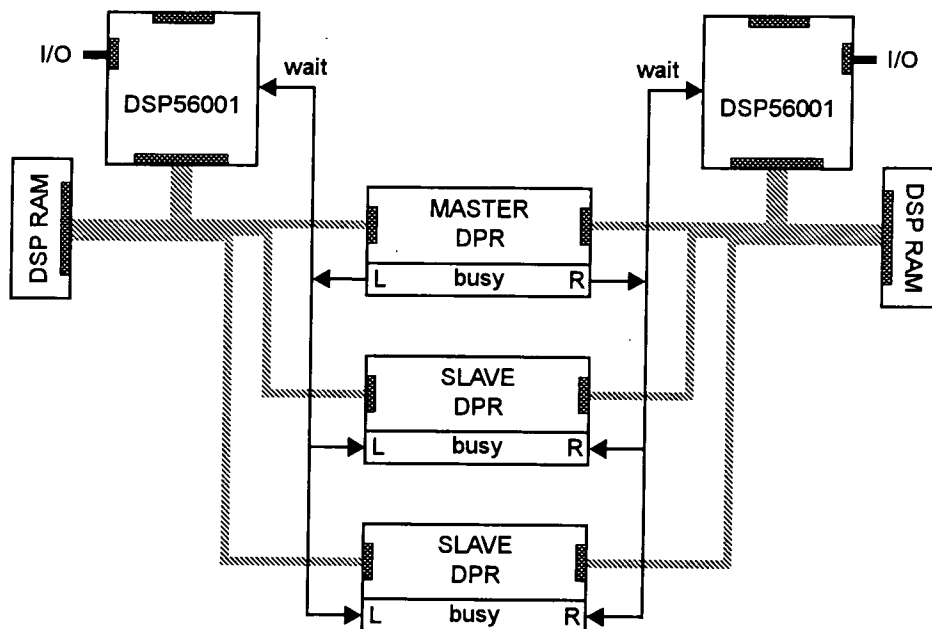 I/O
wait
wait
I/O
DSP56001
DSP56001
DSP RAM
MASTER
DPR
DSP RAM
L busy R
SLAVE
DPR
L busy R
SLAVE
DPR
L busy R